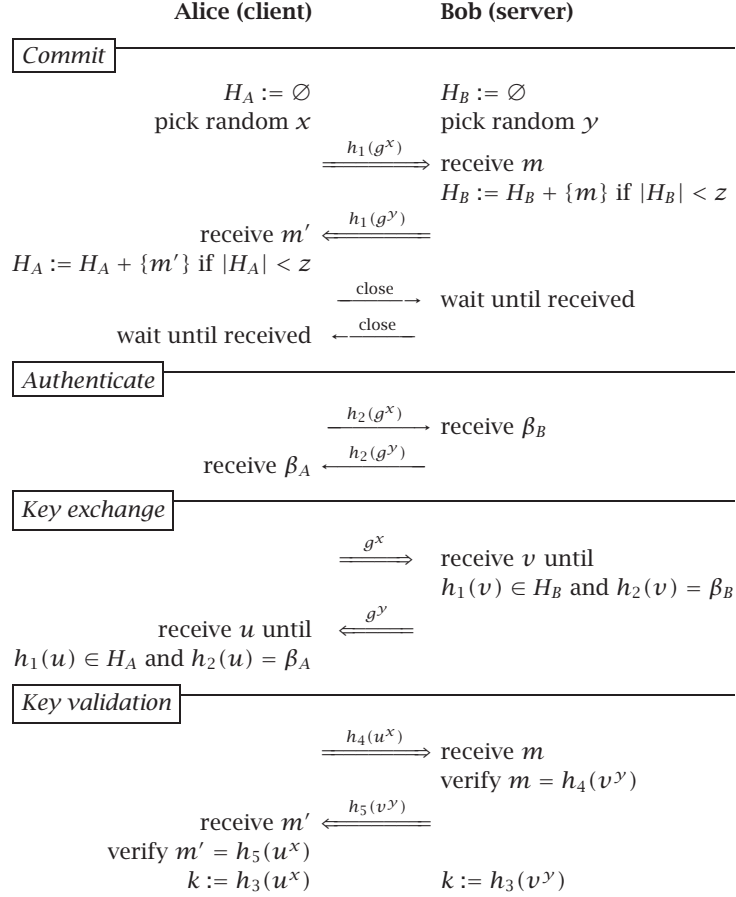 Alice (client) Bob (server)
Commit
H_A := ∅ H_B := ∅
pick random x pick random y
h_1(g^x) receive m
H_B := H_B + {m} if |H_B| < z
receive m′ h_1(g^y)
H_A := H_A + {m′} if |H_A| < z
close wait until received
wait until received close
Authenticate
h_2(g^x) receive β_B
receive β_A h_2(g^y)
Key exchange
g^x receive v until
h_1(v) ∈ H_B and h_2(v) = β_B
receive u until g^y
h_1(u) ∈ H_A and h_2(u) = β_A
Key validation
h_4(u^x) receive m
verify m = h_4(v^y)
receive m′ h_5(v^y)
verify m′ = h_5(u^x)
k := h_3(u^x) k := h_3(v^y)